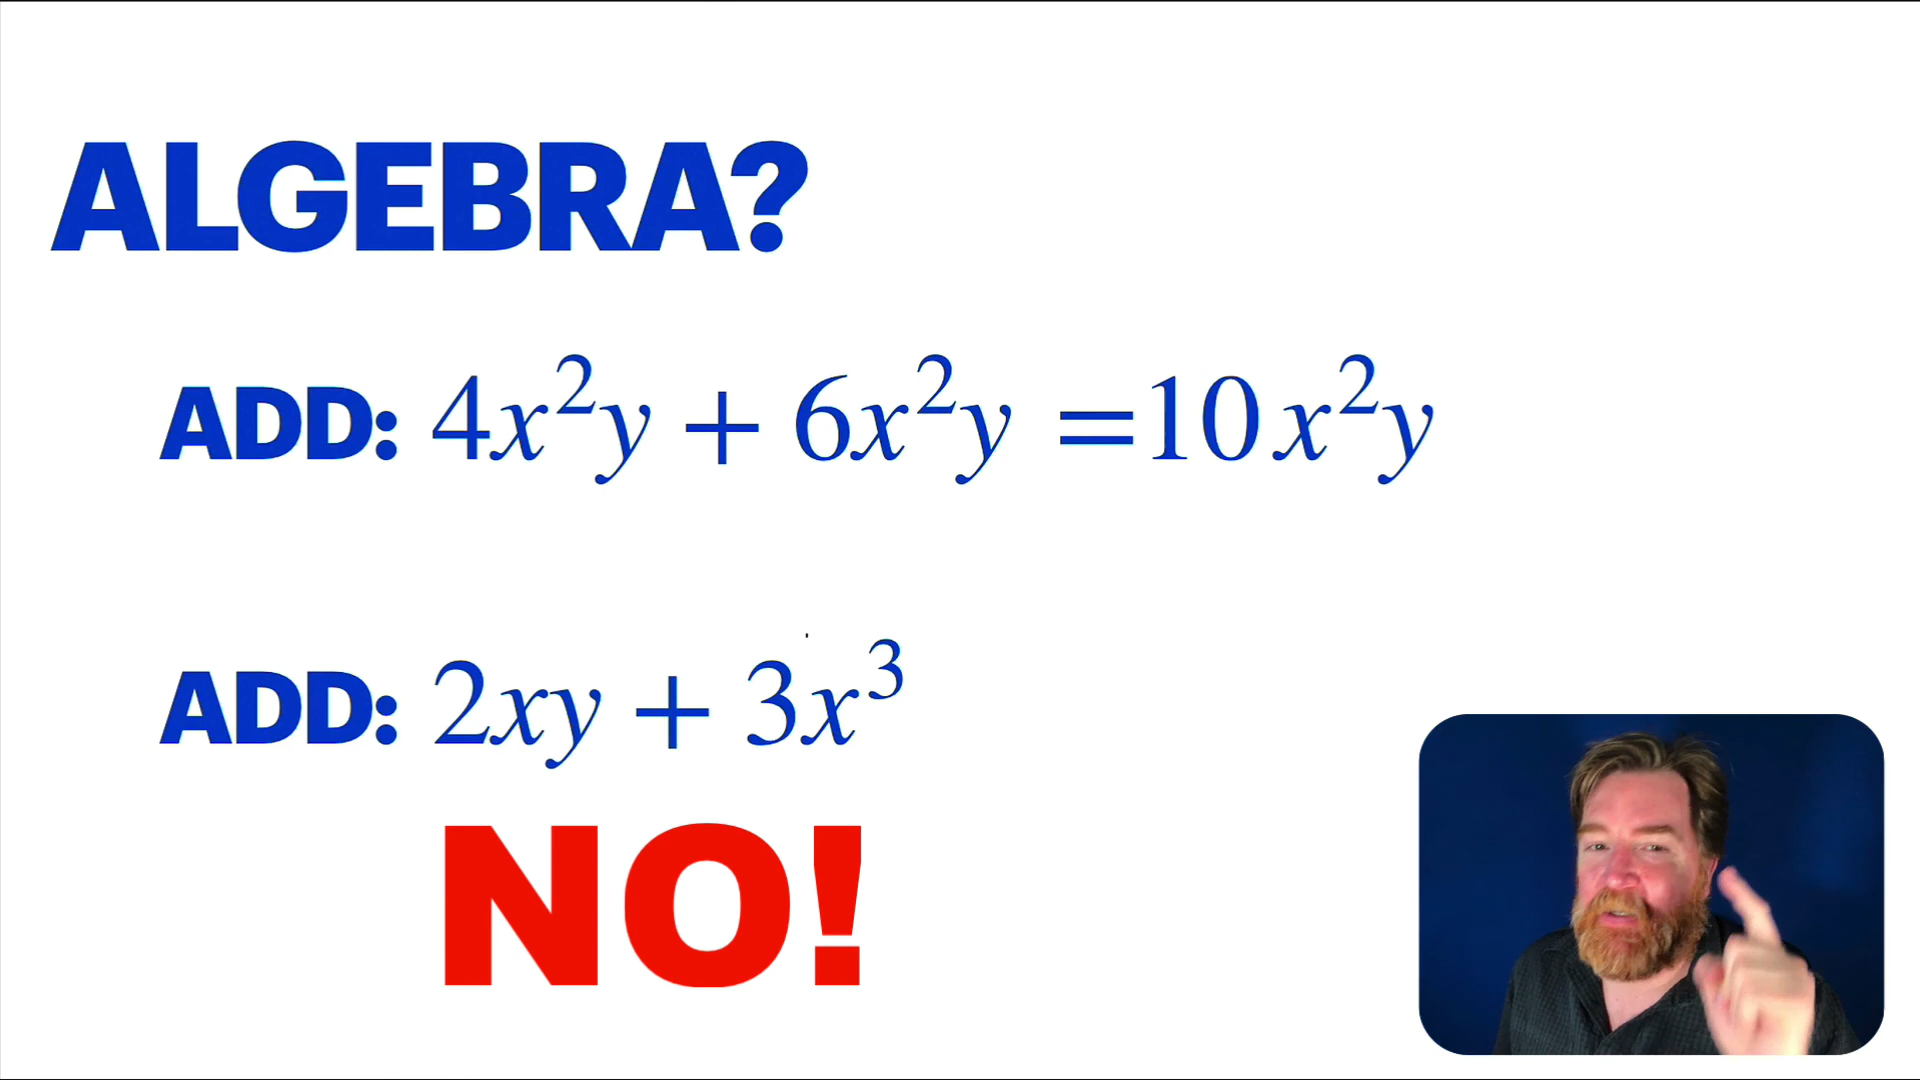 ALGEBRA?
ADD: 4x²y + 6x²y =10x²y
ADD: 2xy + 3x³
NO!